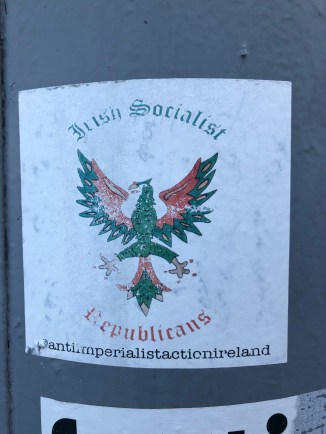 Irish Socialist
Republicans
@antiimperialistactionireland